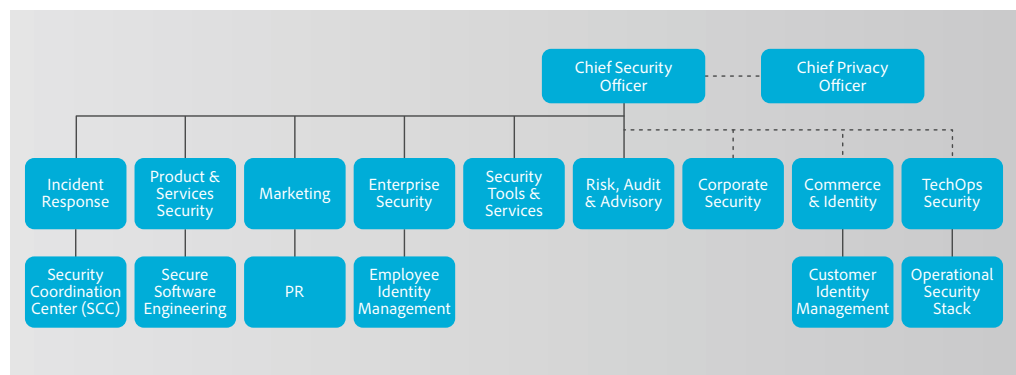 Chief Security
Officer
Chief Privacy
Officer
Incident
Response
Product &
Services
Security
Marketing
Enterprise
Security
Security
Tools &
Services
Risk, Audit
& Advisory
Corporate
Security
Commerce
& Identity
TechOps
Security
Security
Coordination
Center (SCC)
Secure
Software
Engineering
PR
Employee
Identity
Management
Customer
Identity
Management
Operational
Security
Stack